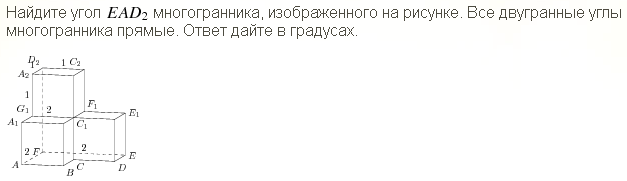 Найдите угол EAD₂ многогранника, изображенного на рисунке. Все двугранные углы
многогранника прямые. Ответ дайте в градусах.
D₂
1
1
C₂
A₂
1
G₁
2
F₁
E₁
A₁
C₁
2
F
2
E
A
B
C
D